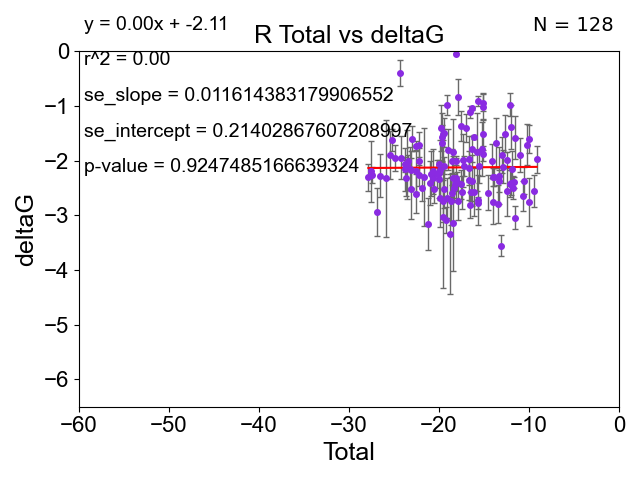 y = 0.00x + -2.11
N = 128
R Total vs deltaG
r^2 = 0.00
se_slope = 0.011614383179906552
se_intercept = 0.21402867607208997
p-value = 0.9247485166639324
0
−1
−2
−3
−4
−5
−6
deltaG
−60 −50 −40 −30 −20 −10 0
Total